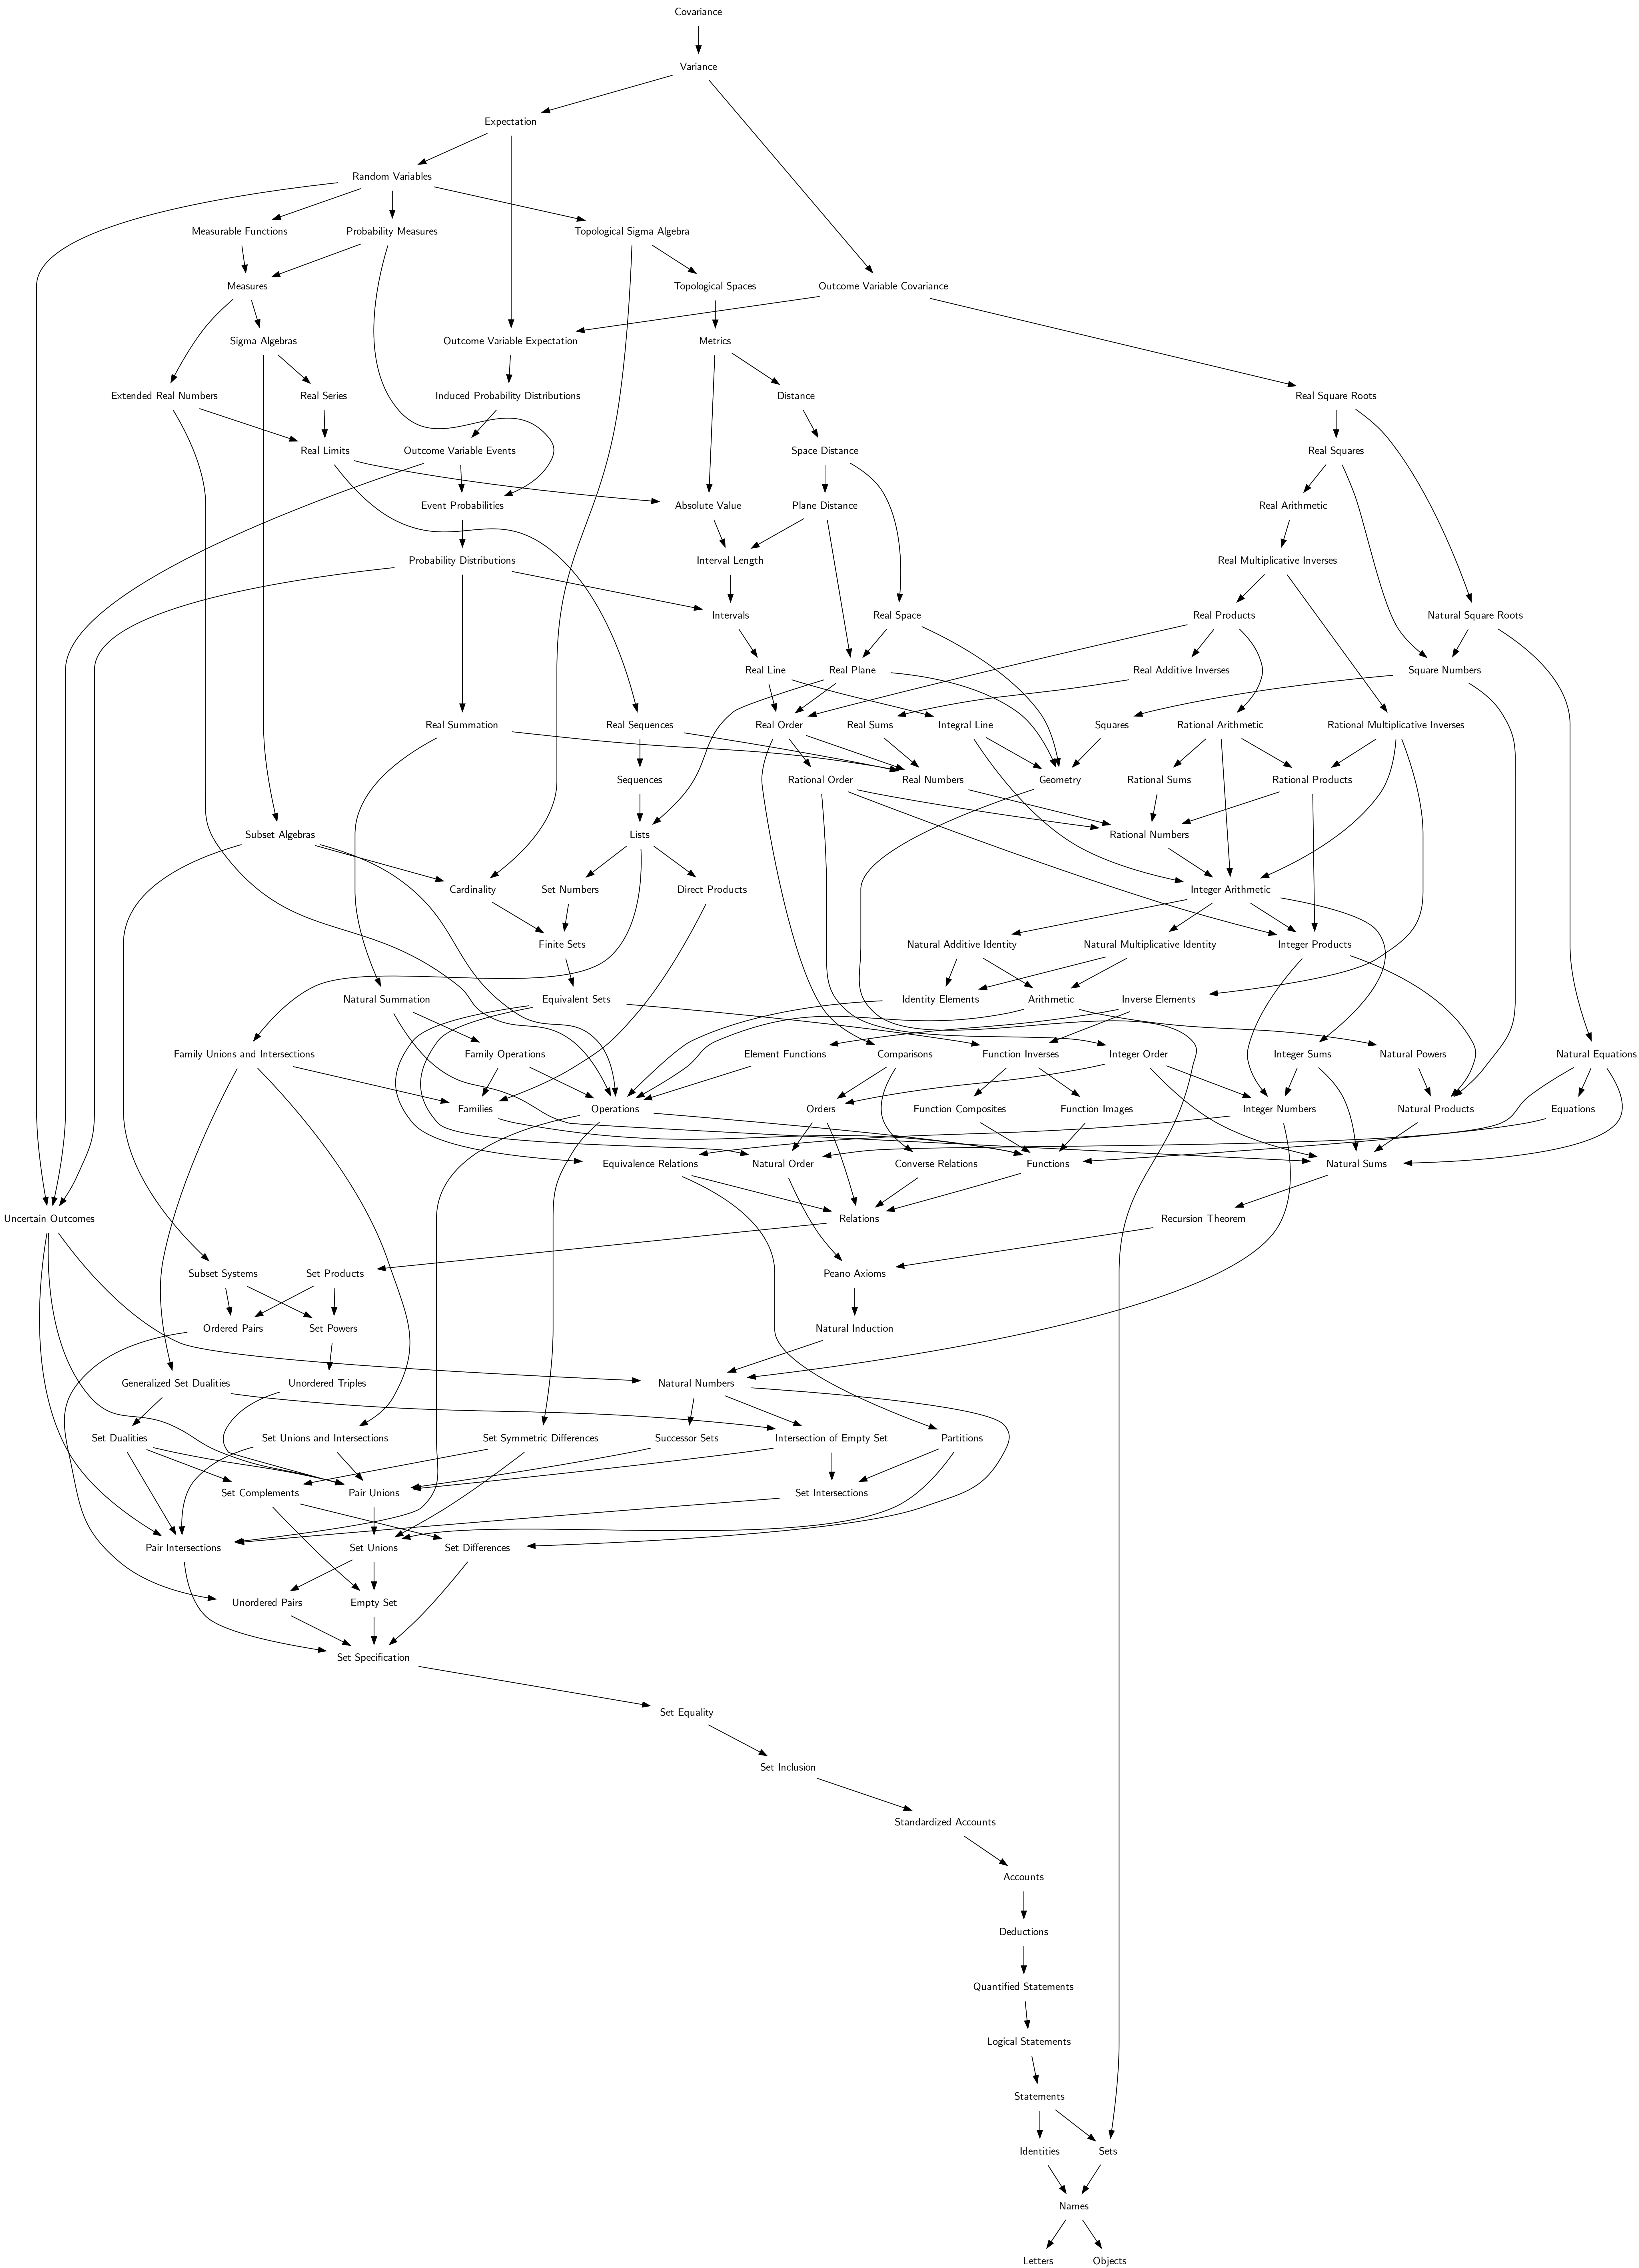 Covariance
Variance
Expectation
Random Variables
Measurable Functions
Probability Measures
Topological Sigma Algebra
Measures
Topological Spaces
Outcome Variable Covariance
Sigma Algebras
Outcome Variable Expectation
Metrics
Extended Real Numbers
Real Series
Induced Probability Distributions
Distance
Real Square Roots
Real Limits
Outcome Variable Events
Space Distance
Real Squares
Event Probabilities
Absolute Value
Plane Distance
Real Arithmetic
Probability Distributions
Interval Length
Real Multiplicative Inverses
Intervals
Real Space
Real Products
Natural Square Roots
Real Line
Real Plane
Real Additive Inverses
Square Numbers
Real Summation
Real Sequences
Real Order
Real Sums
Integral Line
Squares
Rational Arithmetic
Rational Multiplicative Inverses
Sequences
Rational Order
Real Numbers
Geometry
Rational Sums
Rational Products
Subset Algebras
Lists
Rational Numbers
Cardinality
Set Numbers
Direct Products
Integer Arithmetic
Finite Sets
Natural Additive Identity
Natural Multiplicative Identity
Integer Products
Natural Summation
Equivalent Sets
Identity Elements
Arithmetic
Inverse Elements
Family Unions and Intersections
Family Operations
Element Functions
Comparisons
Function Inverses
Integer Order
Integer Sums
Natural Powers
Natural Equations
Families
Operations
Orders
Function Composites
Function Images
Integer Numbers
Natural Products
Equations
Equivalence Relations
Natural Order
Converse Relations
Functions
Natural Sums
Uncertain Outcomes
Relations
Recursion Theorem
Subset Systems
Set Products
Peano Axioms
Ordered Pairs
Set Powers
Natural Induction
Generalized Set Dualities
Unordered Triples
Natural Numbers
Set Dualities
Set Unions and Intersections
Set Symmetric Differences
Successor Sets
Intersection of Empty Set
Partitions
Set Complements
Pair Unions
Set Intersections
Pair Intersections
Set Unions
Set Differences
Unordered Pairs
Empty Set
Set Specification
Set Equality
Set Inclusion
Standardized Accounts
Accounts
Deductions
Quantified Statements
Logical Statements
Statements
Identities
Sets
Names
Letters
Objects